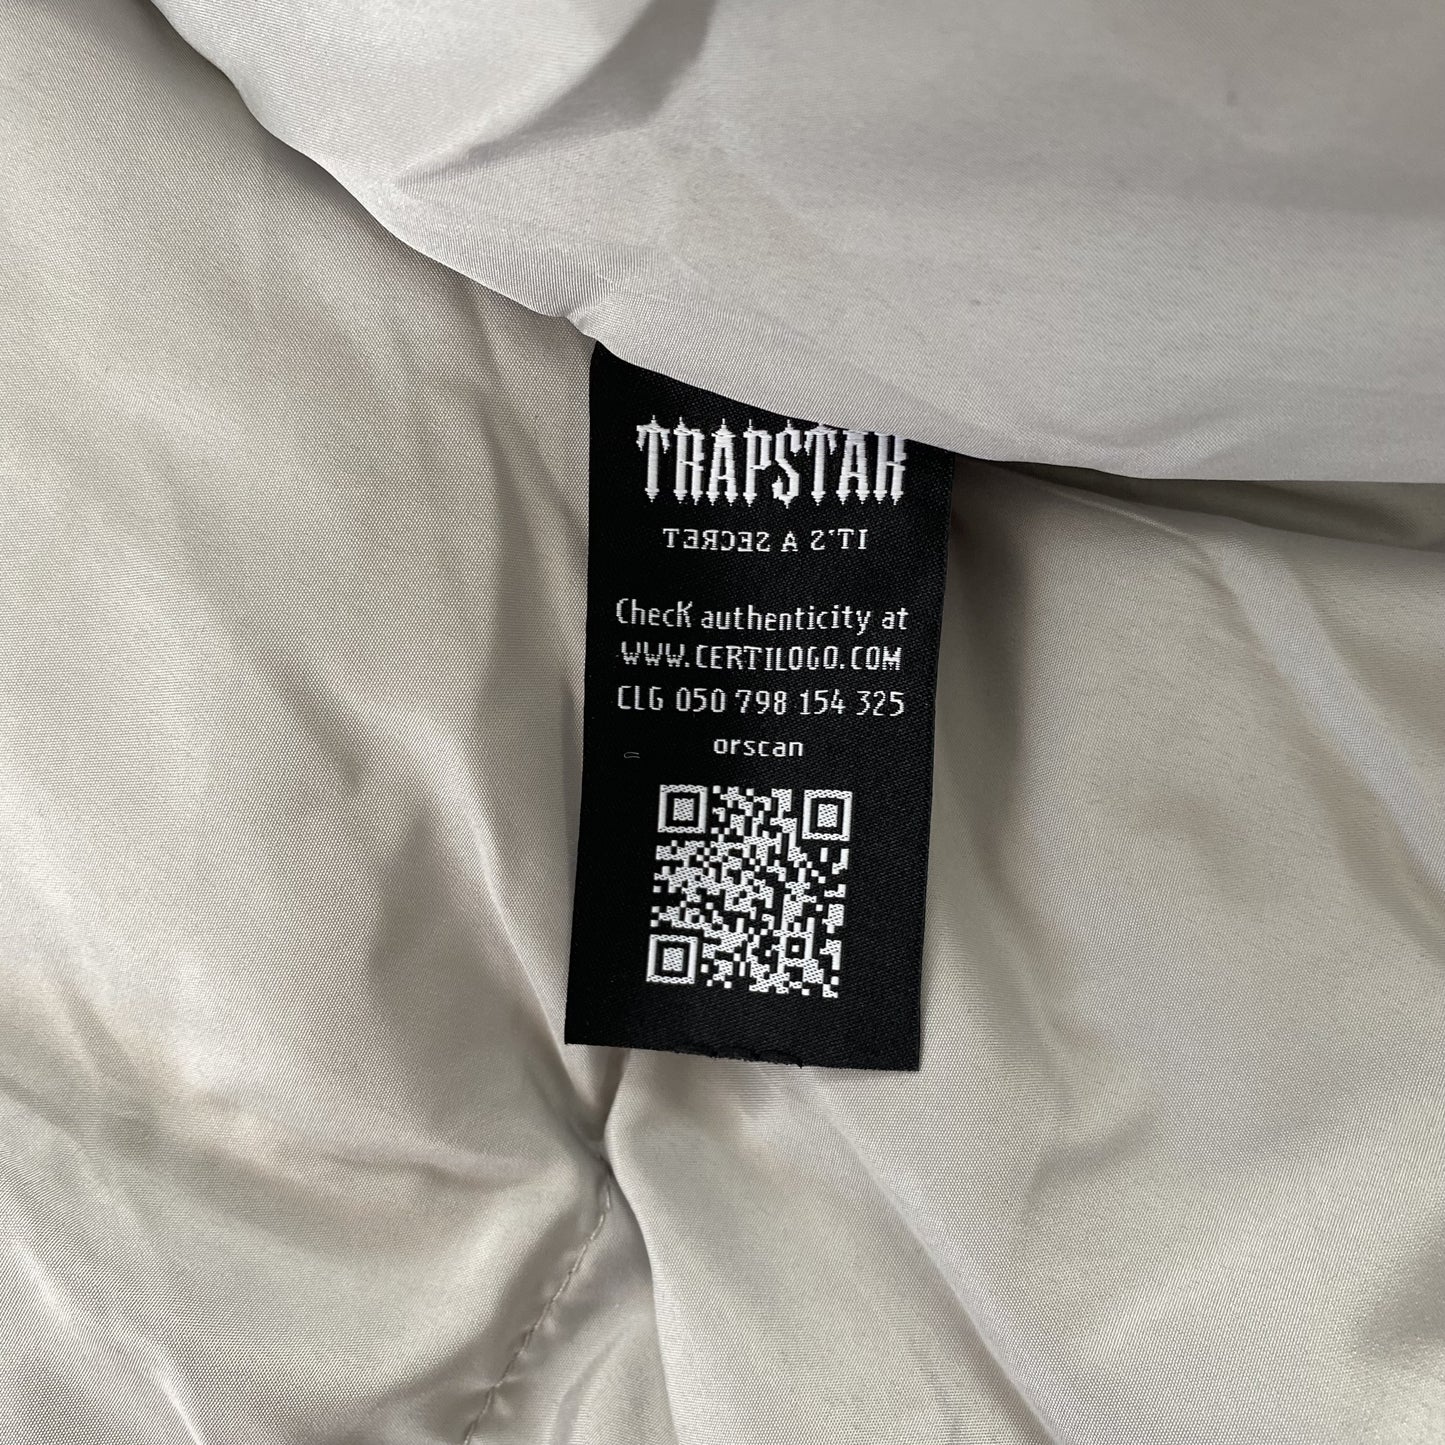 TRAPSTAR
IT'S A SECRET
ChecK authenticity at
WWW.CERTILOGO.COM
CLG 050 798 154 325
orscan